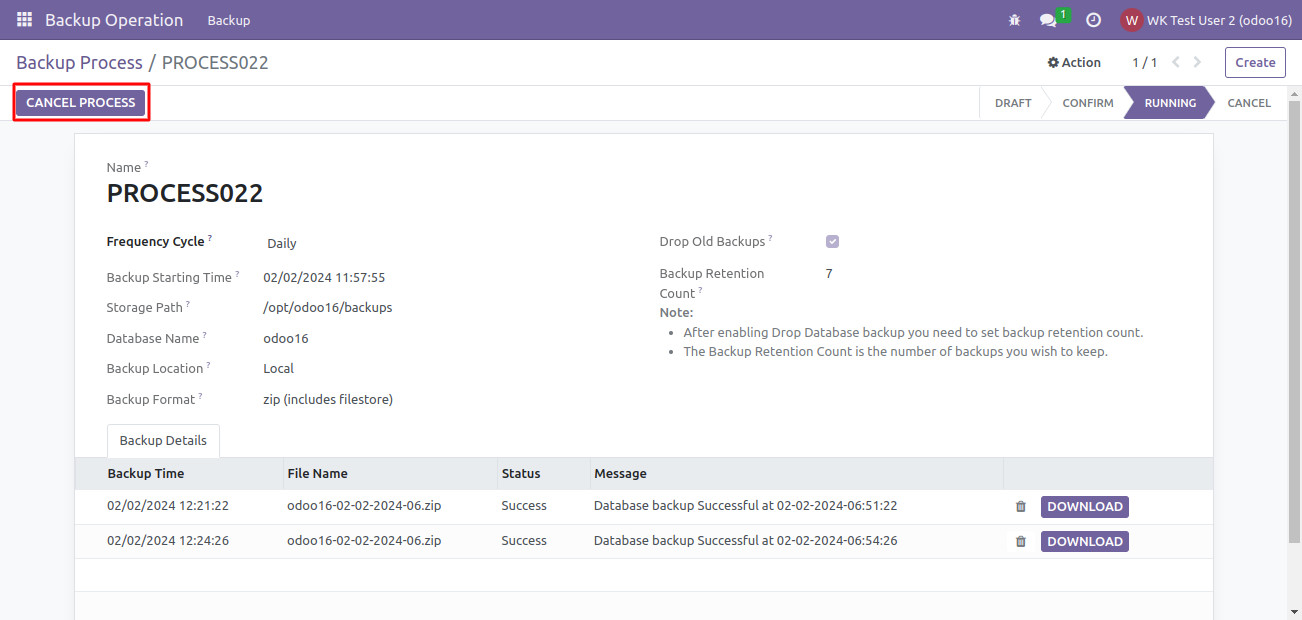 Backup Operation Backup 1 W WK Test User 2 (odoo16)
Backup Process / PROCESS022 Action 1 / 1 Create
CANCEL PROCESS DRAFT CONFIRM RUNNING CANCEL
Name ?
PROCESS022
Frequency Cycle ? Daily
Backup Starting Time ? 02/02/2024 11:57:55
Storage Path ? /opt/odoo16/backups
Database Name ? odoo16
Backup Location ? Local
Backup Format ? zip (includes filestore)
Drop Old Backups ?
Backup Retention 7
Count ?
Note:
• After enabling Drop Database backup you need to set backup retention count.
• The Backup Retention Count is the number of backups you wish to keep.
Backup Details
Backup Time File Name Status Message
02/02/2024 12:21:22 odoo16-02-02-2024-06.zip Success Database backup Successful at 02-02-2024-06:51:22 DOWNLOAD
02/02/2024 12:24:26 odoo16-02-02-2024-06.zip Success Database backup Successful at 02-02-2024-06:54:26 DOWNLOAD